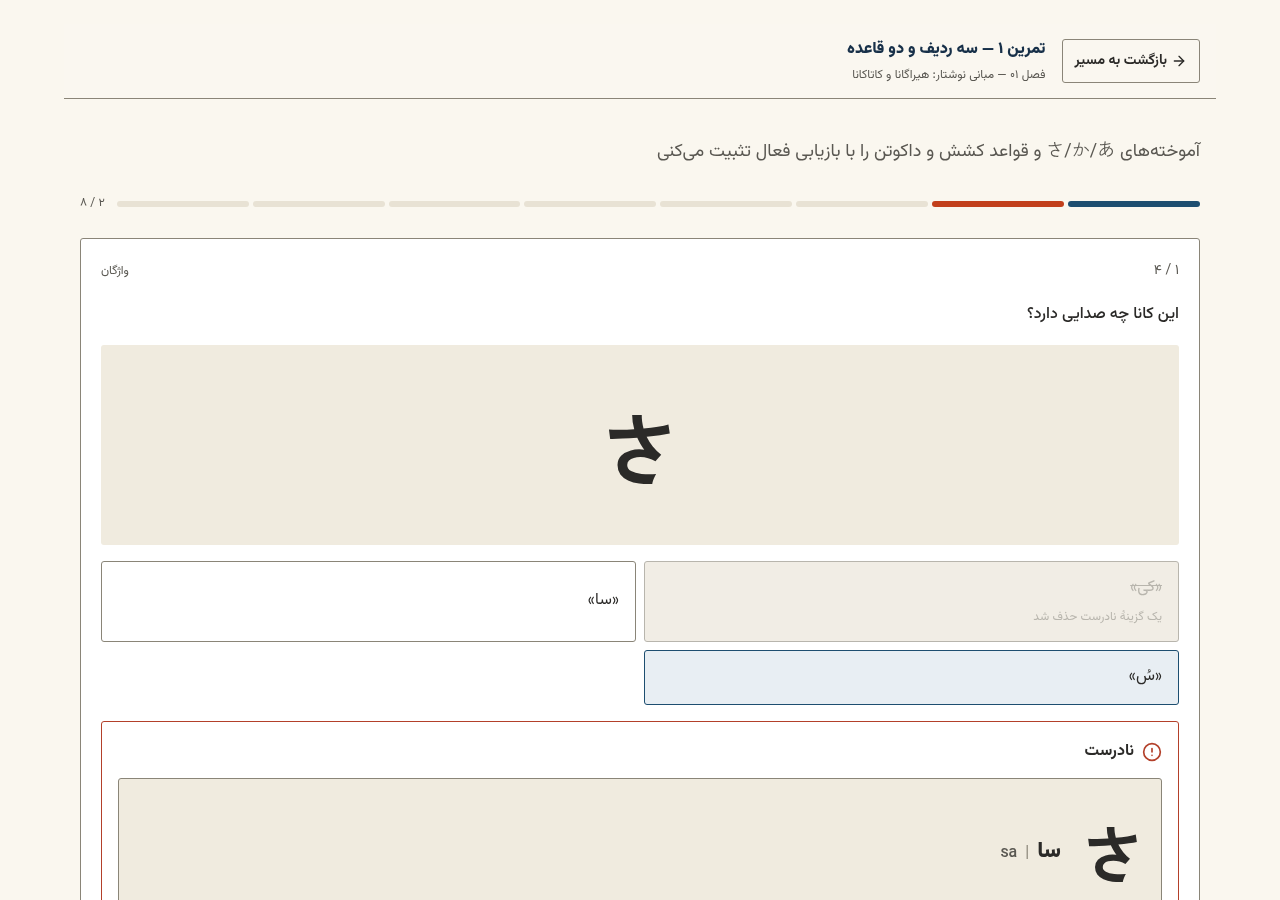 بازگشت به مسیر
تمرین ۱ — سه ردیف و دو قاعده
فصل ۰۱ — مبانی نوشتار: هیراگانا و کاتاکانا
آموخته‌های あ/か/さ و قواعد کشش و داکوتن را با بازیابی فعال تثبیت می‌کنی
۲ / ۸
۱ / ۴
واژگان
این کانا چه صدایی دارد؟
さ
«کی»
یک گزینهٔ نادرست حذف شد
«سا»
«سُ»
نادرست
さ سا | sa